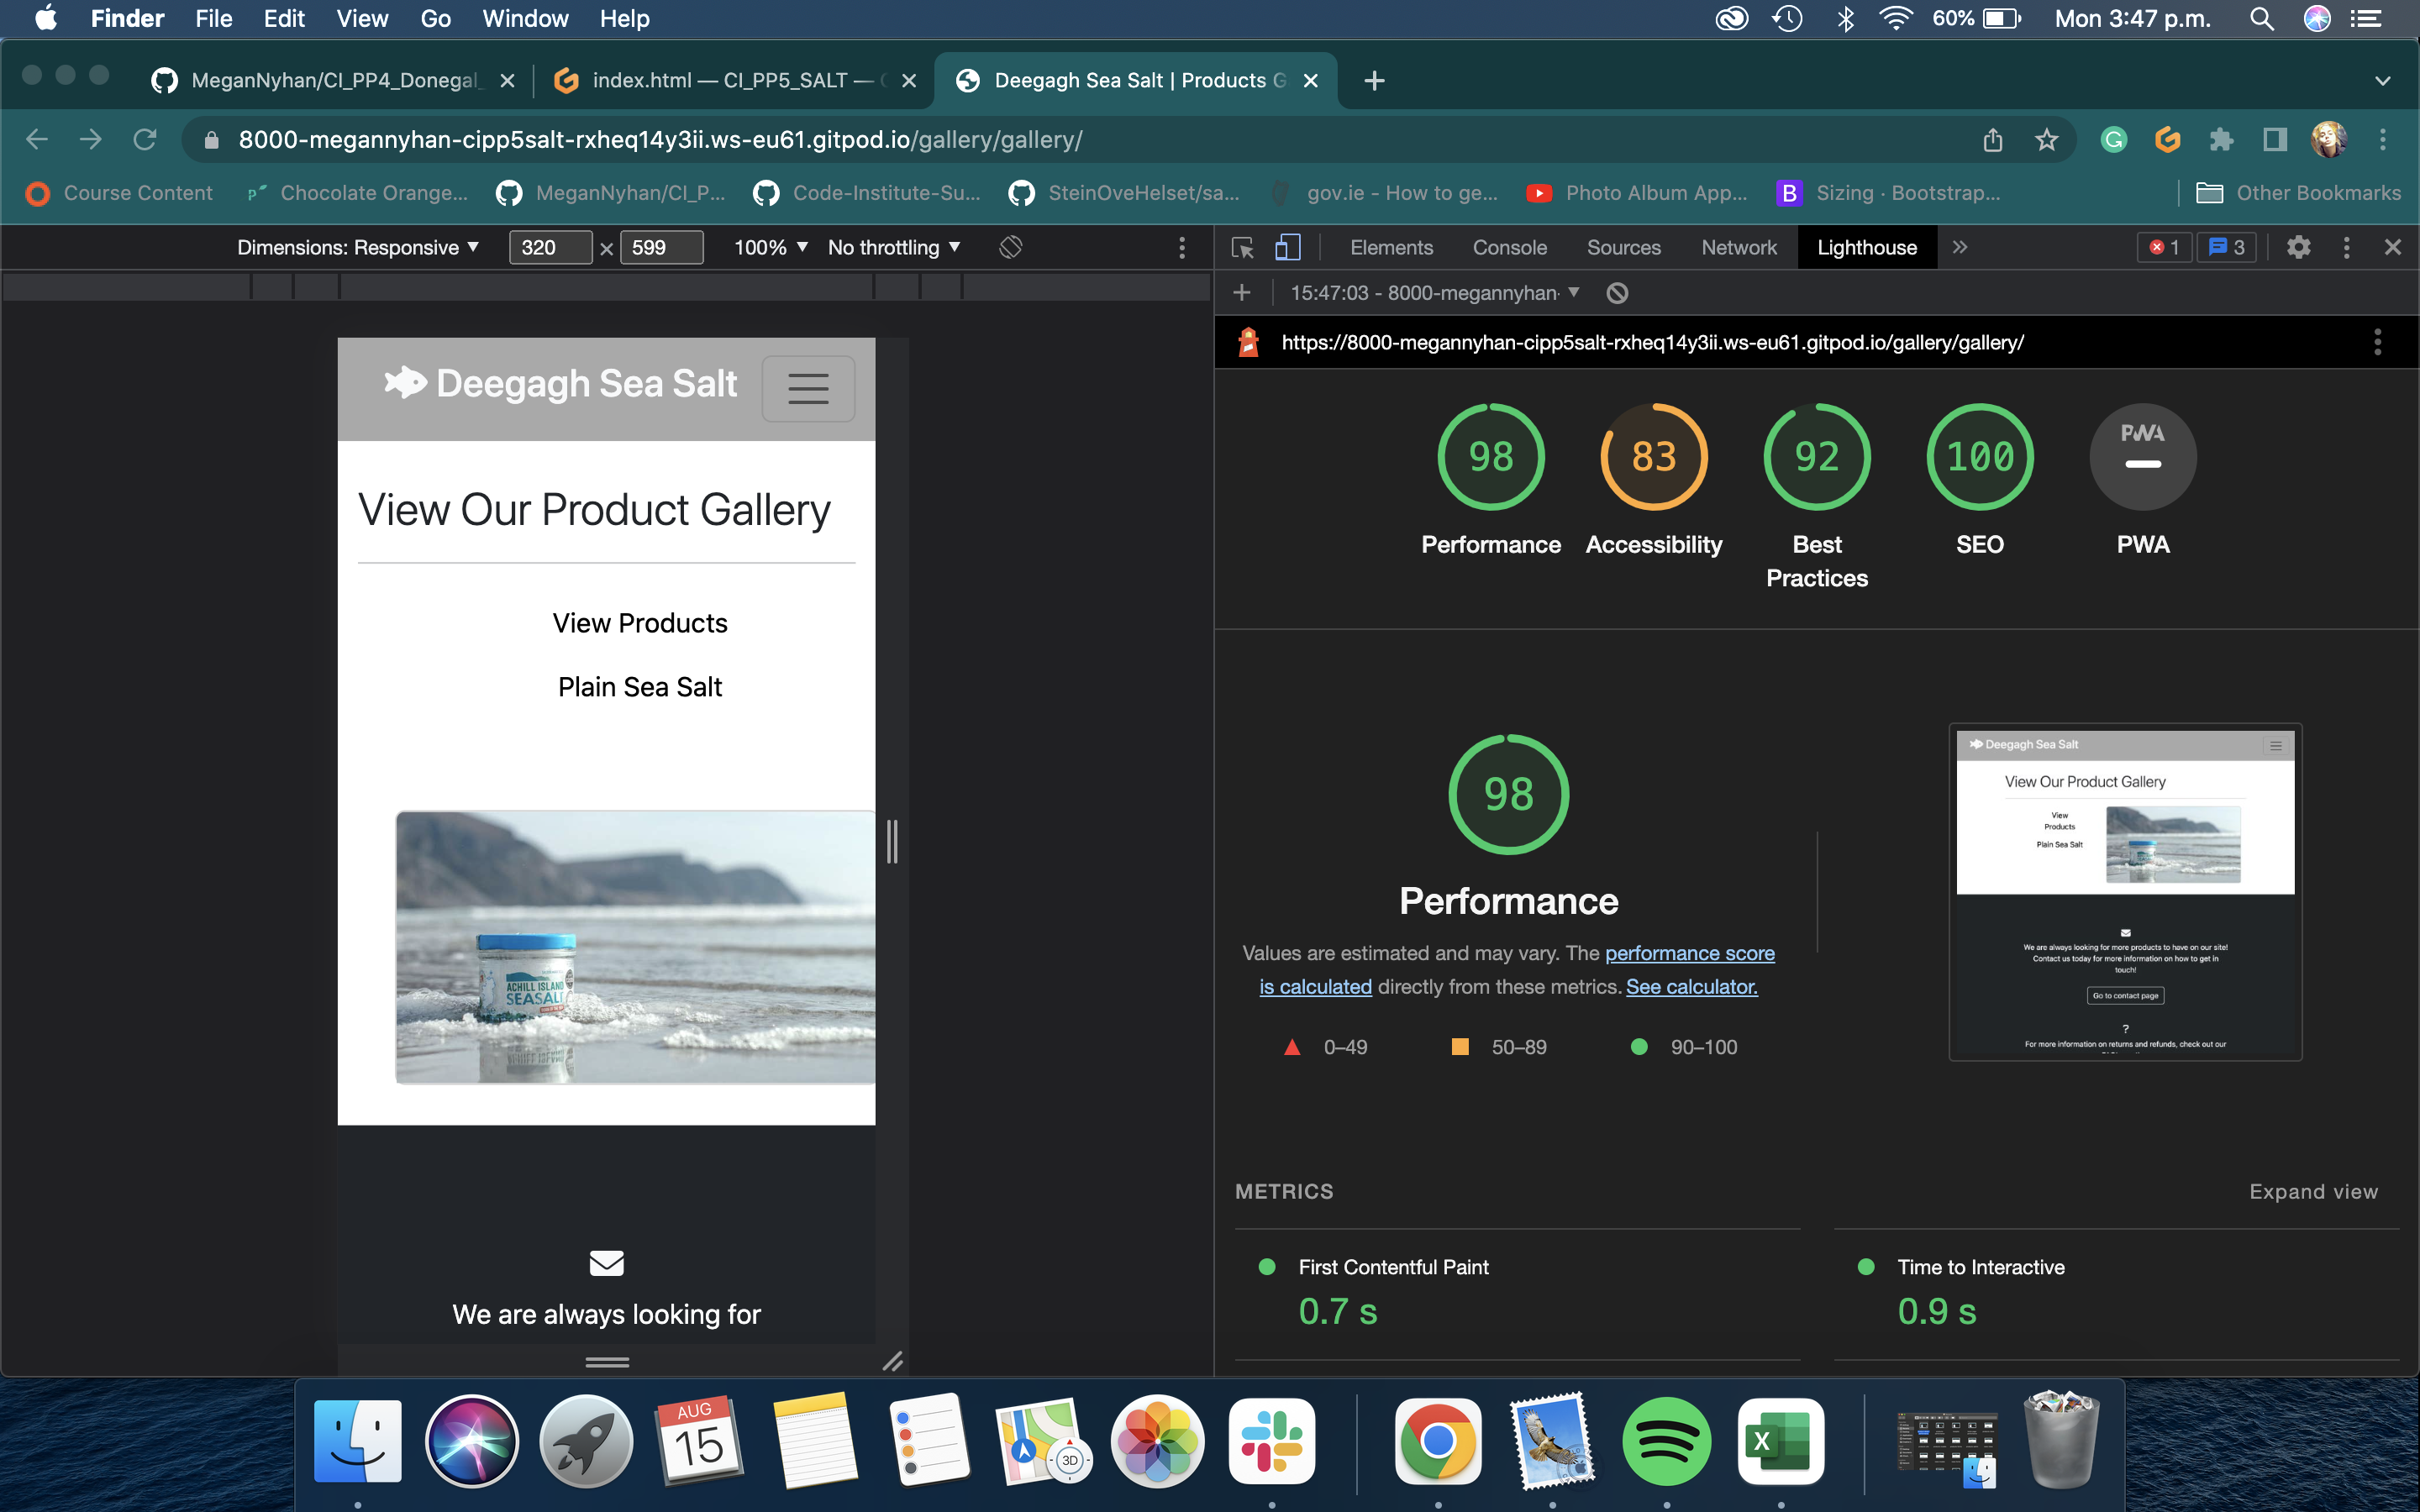 Finder File Edit View Go Window Help 60% Mon 3:47 p.m.
MeganNyhan/CI_PP4_Donegal_ index.html — CI_PP5_SALT — Deegagh Sea Salt | Products G
8000-megannyhan-cipp5salt-rxheq14y3ii.ws-eu61.gitpod.io/gallery/gallery/
Course Content Chocolate Orange... MeganNyhan/CI_P... Code-Institute-Su... SteinOveHelset/sa... gov.ie - How to ge... Photo Album App... B Sizing · Bootstrap... Other Bookmarks
Dimensions: Responsive 320 × 599 100% No throttling
Elements Console Sources Network Lighthouse 1 3
15:47:03 - 8000-megannyhan-
https://8000-megannyhan-cipp5salt-rxheq14y3ii.ws-eu61.gitpod.io/gallery/gallery/
Deegagh Sea Salt
View Our Product Gallery
View Products
Plain Sea Salt
ACHILL ISLAND
SEASALT
We are always looking for
98 83 92 100 PWA
Performance Accessibility Best Practices SEO PWA
98
Performance
Values are estimated and may vary. The performance score
is calculated directly from these metrics. See calculator.
0–49 50–89 90–100
Deegagh Sea Salt
View Our Product Gallery
View
Products
Plain Sea Salt
We are always looking for more products to have on our site!
Contact us today for more information on how to get in
touch!
Go to contact page
?
For more information on returns and refunds, check out our
METRICS Expand view
First Contentful Paint
0.7 s
Time to Interactive
0.9 s
AUG
15
3D
X